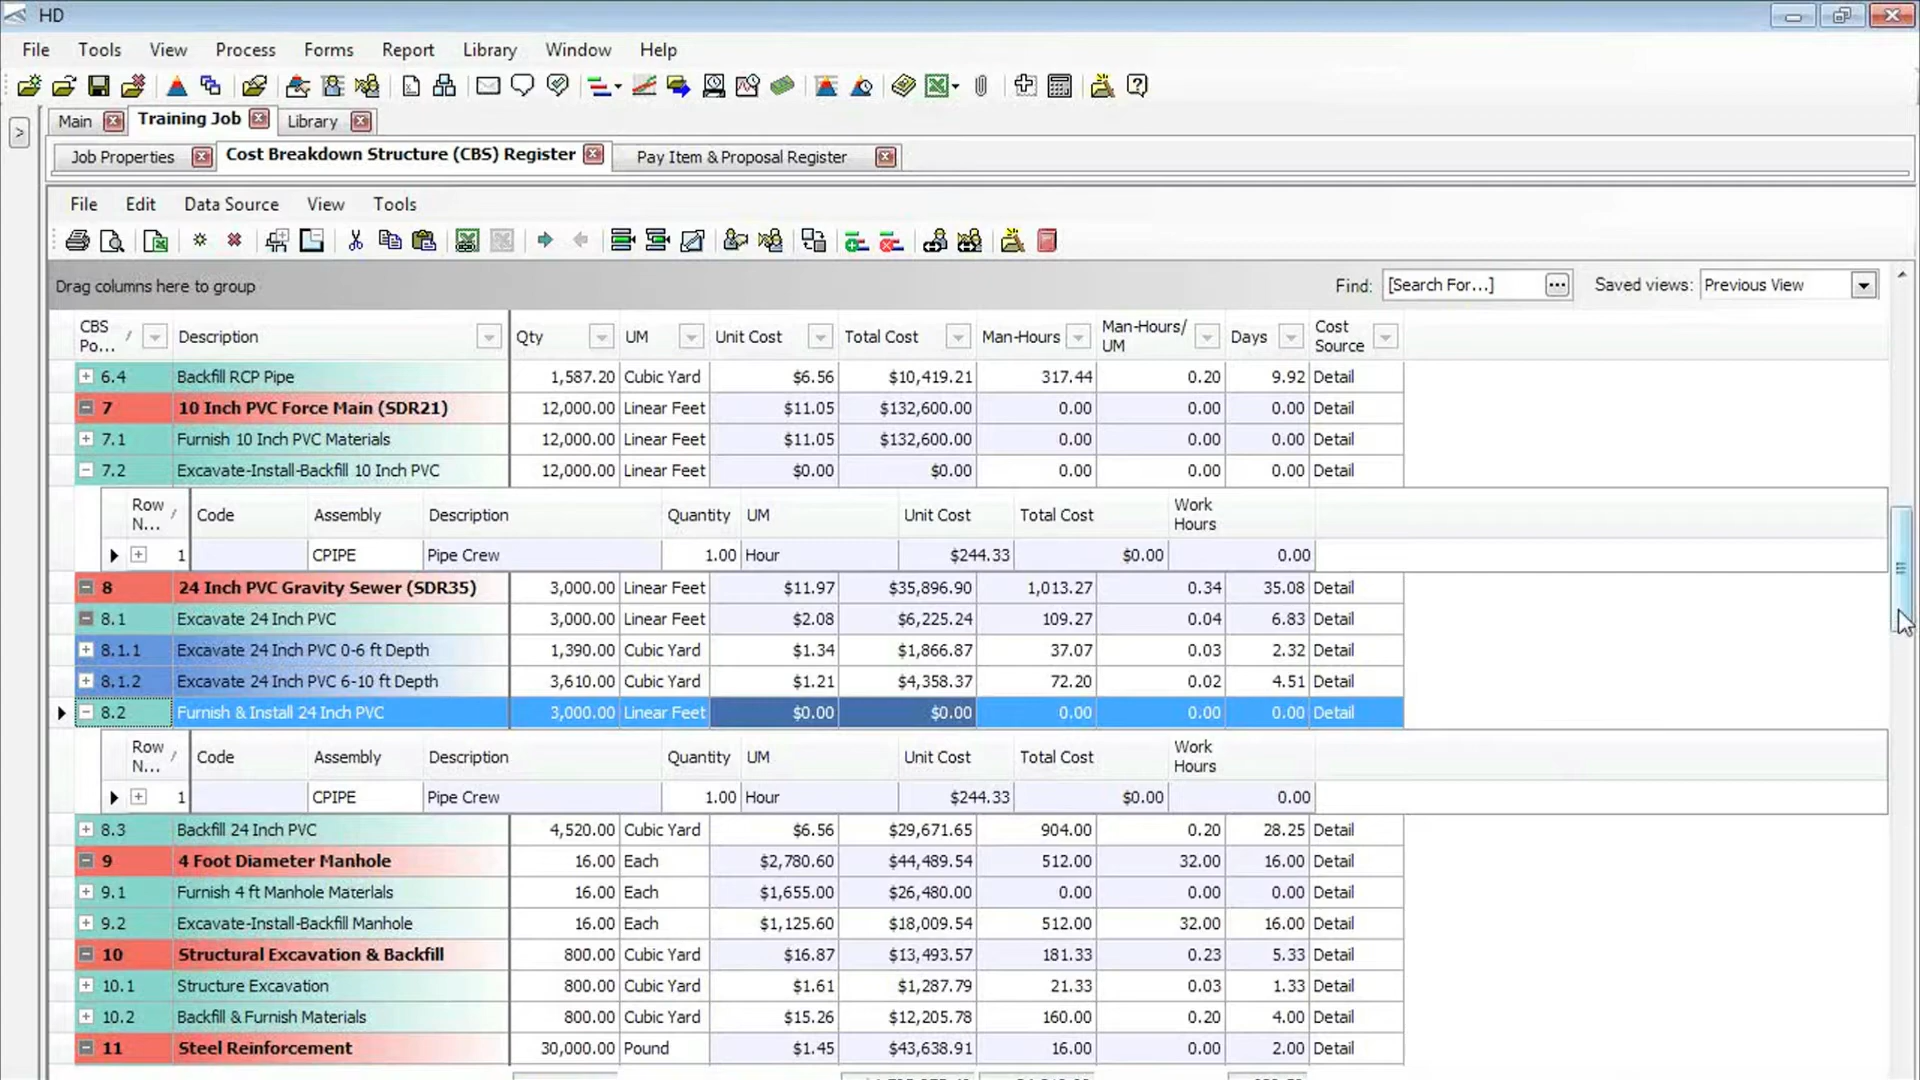 HD
File Tools View Process Forms Report Library Window Help
Main Training Job Library
>
Job Properties Cost Breakdown Structure (CBS) Register Pay Item & Proposal Register
File Edit Data Source View Tools
Drag columns here to group Find: [Search For...] Saved views: Previous View
CBS Po... Description Qty UM Unit Cost Total Cost Man-Hours Man-Hours/ UM Days Cost Source
6.4 Backfill RCP Pipe 1,587.20 Cubic Yard $6.56 $10,419.21 317.44 0.20 9.92 Detail
7 10 Inch PVC Force Main (SDR21) 12,000.00 Linear Feet $11.05 $132,600.00 0.00 0.00 0.00 Detail
7.1 Furnish 10 Inch PVC Materials 12,000.00 Linear Feet $11.05 $132,600.00 0.00 0.00 0.00 Detail
7.2 Excavate-Install-Backfill 10 Inch PVC 12,000.00 Linear Feet $0.00 $0.00 0.00 0.00 0.00 Detail
Row N... Code Assembly Description Quantity UM Unit Cost Total Cost Work Hours
1 CPIPE Pipe Crew 1.00 Hour $244.33 $0.00 0.00
8 24 Inch PVC Gravity Sewer (SDR35) 3,000.00 Linear Feet $11.97 $35,896.90 1,013.27 0.34 35.08 Detail
8.1 Excavate 24 Inch PVC 3,000.00 Linear Feet $2.08 $6,225.24 109.27 0.04 6.83 Detail
8.1.1 Excavate 24 Inch PVC 0-6 ft Depth 1,390.00 Cubic Yard $1.34 $1,866.87 37.07 0.03 2.32 Detail
8.1.2 Excavate 24 Inch PVC 6-10 ft Depth 3,610.00 Cubic Yard $1.21 $4,358.37 72.20 0.02 4.51 Detail
8.2 Furnish & Install 24 Inch PVC 3,000.00 Linear Feet $0.00 $0.00 0.00 0.00 0.00 Detail
Row N... Code Assembly Description Quantity UM Unit Cost Total Cost Work Hours
1 CPIPE Pipe Crew 1.00 Hour $244.33 $0.00 0.00
8.3 Backfill 24 Inch PVC 4,520.00 Cubic Yard $6.56 $29,671.65 904.00 0.20 28.25 Detail
9 4 Foot Diameter Manhole 16.00 Each $2,780.60 $44,489.54 512.00 32.00 16.00 Detail
9.1 Furnish 4 ft Manhole Materials 16.00 Each $1,655.00 $26,480.00 0.00 0.00 0.00 Detail
9.2 Excavate-Install-Backfill Manhole 16.00 Each $1,125.60 $18,009.54 512.00 32.00 16.00 Detail
10 Structural Excavation & Backfill 800.00 Cubic Yard $16.87 $13,493.57 181.33 0.23 5.33 Detail
10.1 Structure Excavation 800.00 Cubic Yard $1.61 $1,287.79 21.33 0.03 1.33 Detail
10.2 Backfill & Furnish Materials 800.00 Cubic Yard $15.26 $12,205.78 160.00 0.20 4.00 Detail
11 Steel Reinforcement 30,000.00 Pound $1.45 $43,638.91 16.00 0.00 2.00 Detail